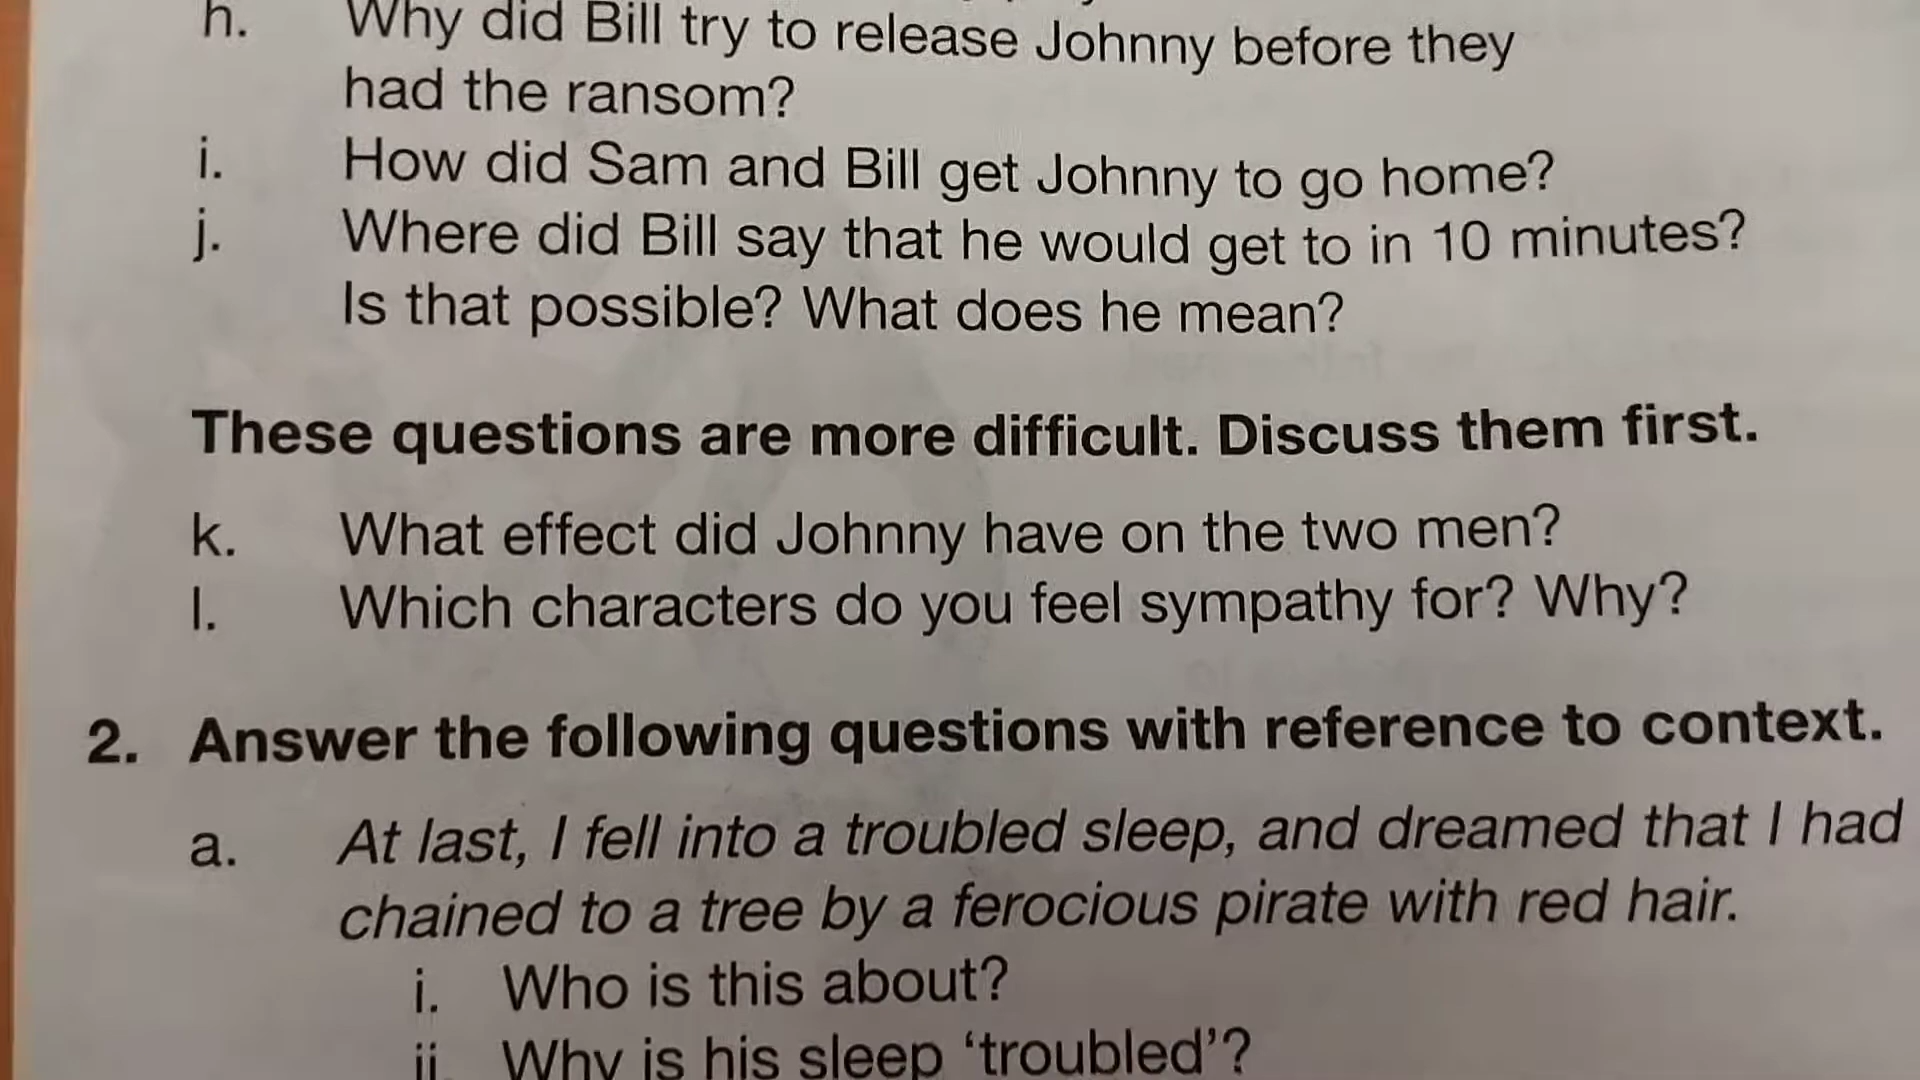 h. Why did Bill try to release Johnny before they
had the ransom?
i. How did Sam and Bill get Johnny to go home?
j. Where did Bill say that he would get to in 10 minutes?
Is that possible? What does he mean?
These questions are more difficult. Discuss them first.
k. What effect did Johnny have on the two men?
l. Which characters do you feel sympathy for? Why?
2. Answer the following questions with reference to context.
a. At last, I fell into a troubled sleep, and dreamed that I had
chained to a tree by a ferocious pirate with red hair.
i. Who is this about?
ii Why is his sleep ‘troubled’?